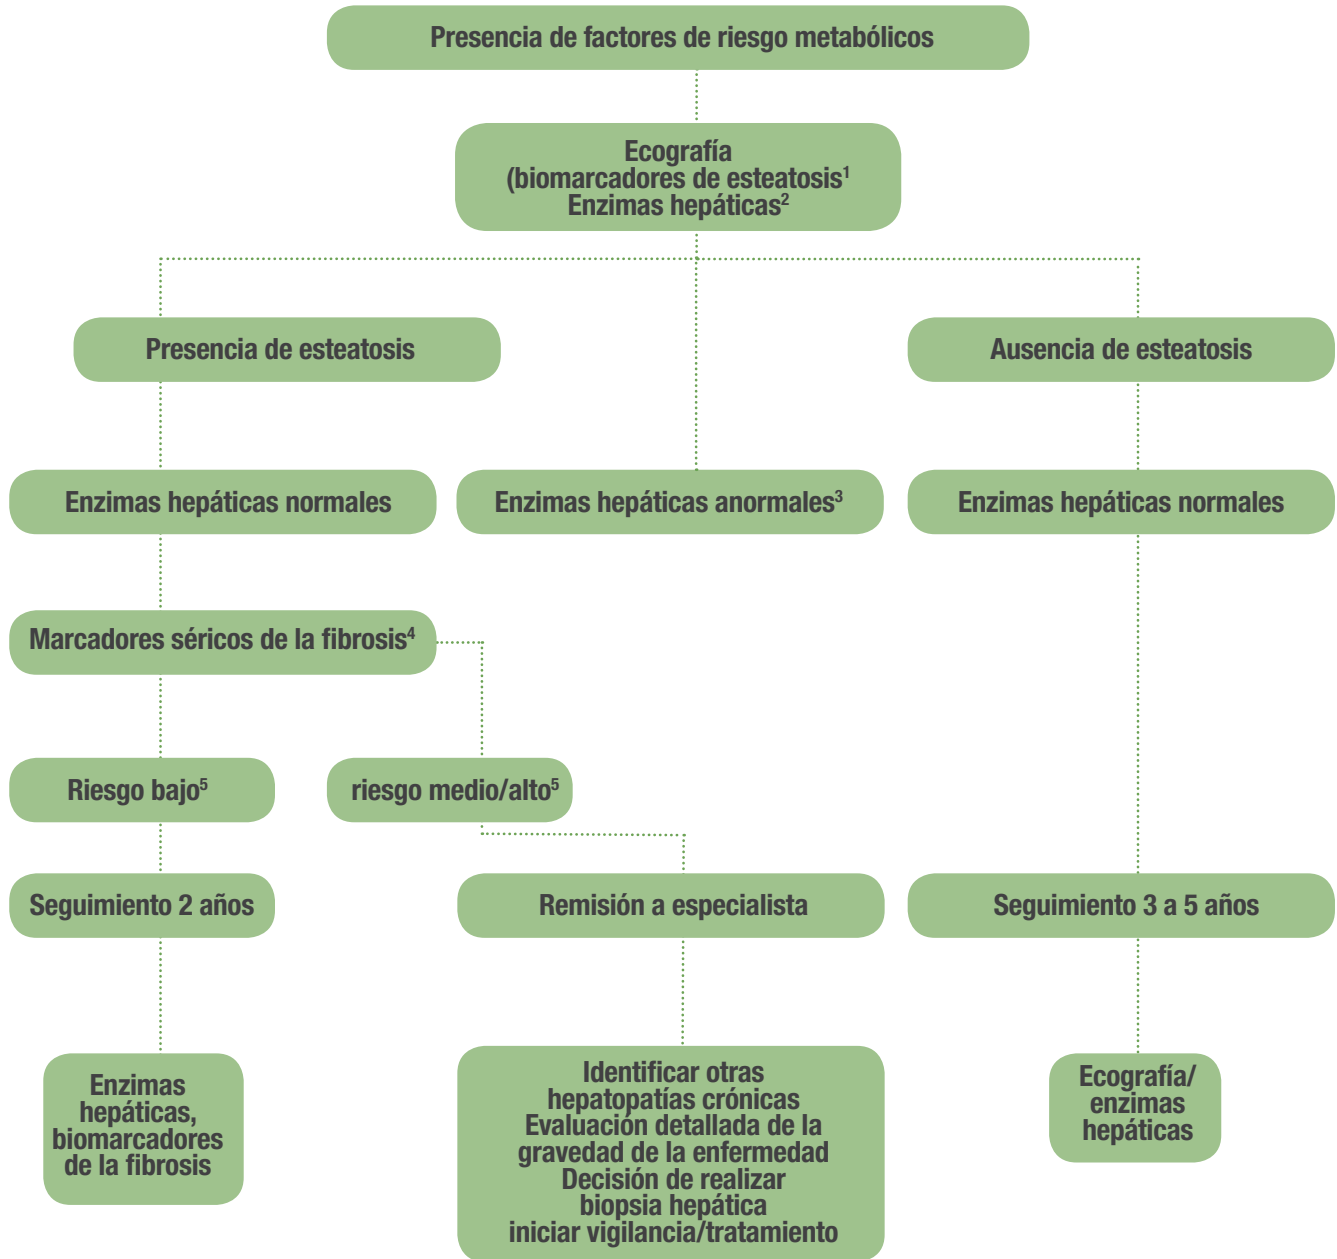 Presencia de factores de riesgo metabólicos
Ecografía
(biomarcadores de esteatosis¹
Enzimas hepáticas²
Presencia de esteatosis
Ausencia de esteatosis
Enzimas hepáticas normales
Enzimas hepáticas anormales³
Enzimas hepáticas normales
Marcadores séricos de la fibrosis⁴
Riesgo bajo⁵
riesgo medio/alto⁵
Seguimiento 2 años
Remisión a especialista
Seguimiento 3 a 5 años
Enzimas
hepáticas,
biomarcadores
de la fibrosis
Identificar otras
hepatopatías crónicas
Evaluación detallada de la
gravedad de la enfermedad
Decisión de realizar
biopsia hepática
iniciar vigilancia/tratamiento
Ecografía/
enzimas
hepáticas